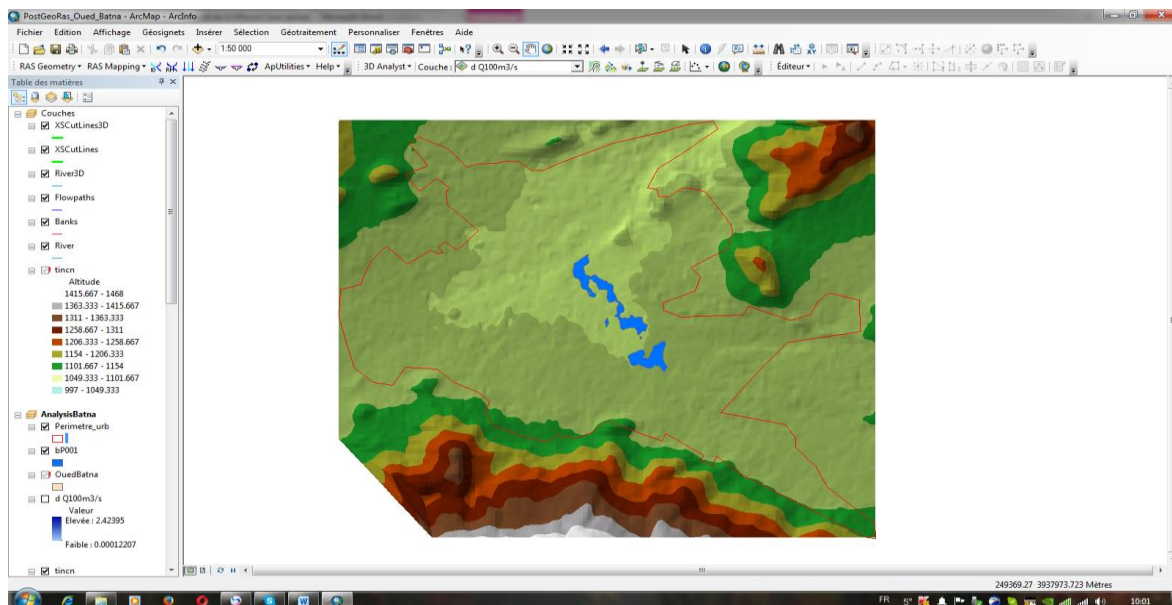 PostGeoRas_Oued_Batna - ArcMap - ArcInfo
Fichier Edition Affichage Géosignets Insérer Sélection Géotraitement Personnaliser Fenêtres Aide
1:50 000
RAS Geometry RAS Mapping ApUtilities Help 3D Analyst Couche : d Q100m3/s Éditeur
Table des matières
Couches
XSCutLines3D
XSCutLines
River3D
Flowpaths
Banks
River
tincn
Altitude
1415.667 - 1468
1363.333 - 1415.667
1311 - 1363.333
1258.667 - 1311
1206.333 - 1258.667
1154 - 1206.333
1101.667 - 1154
1049.333 - 1101.667
997 - 1049.333
AnalysisBatna
Perimetre_urb
bP001
OuedBatna
d Q100m3/s
Valeur
Elevée : 2.42395
Faible : 0.00012207
tincn
249369.27 3937973.723 Mètres
FR 5° 10:01